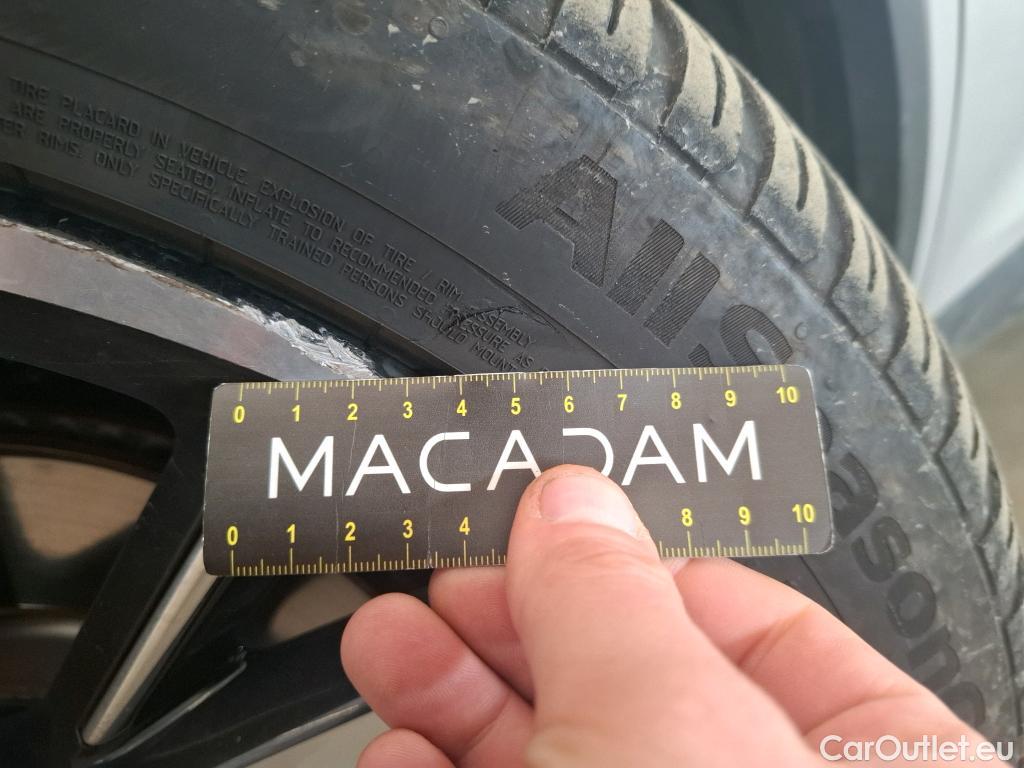 TIRE PLACARD IN VEHICLE. EXPLOSION OF TIRE // RIM ASSEMBLY
ARE PROPERLY SEATED. INFLATE TO RECOMMENDED PRESSURE AS
RIMS. ONLY SPECIFICALLY TRAINED PERSONS SHOULD MOUNT
AllSeason
0 1 2 3 4 5 6 7 8 9 10
MACADAM
0 1 2 3 4 8 9 10
CarOutlet.eu